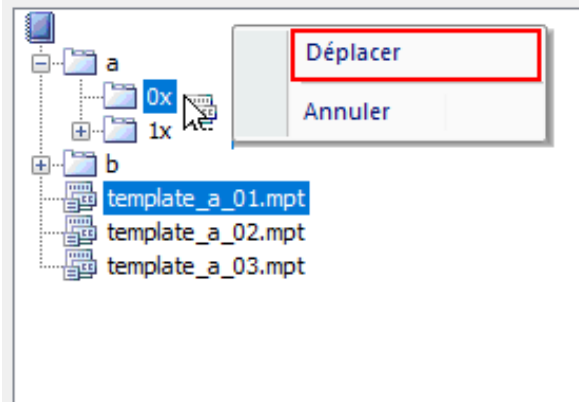 a
Déplacer
0x
Annuler
1x
b
template_a_01.mpt
template_a_02.mpt
template_a_03.mpt